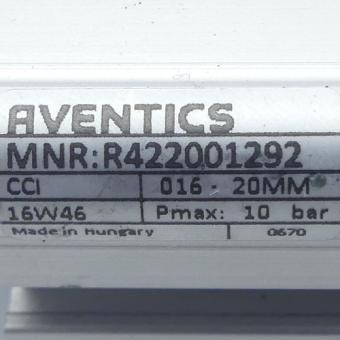 AVENTICS
MNR:R422001292
CCI 016 - 20MM
16W46 Pmax: 10 bar
Made in Hungary 0670